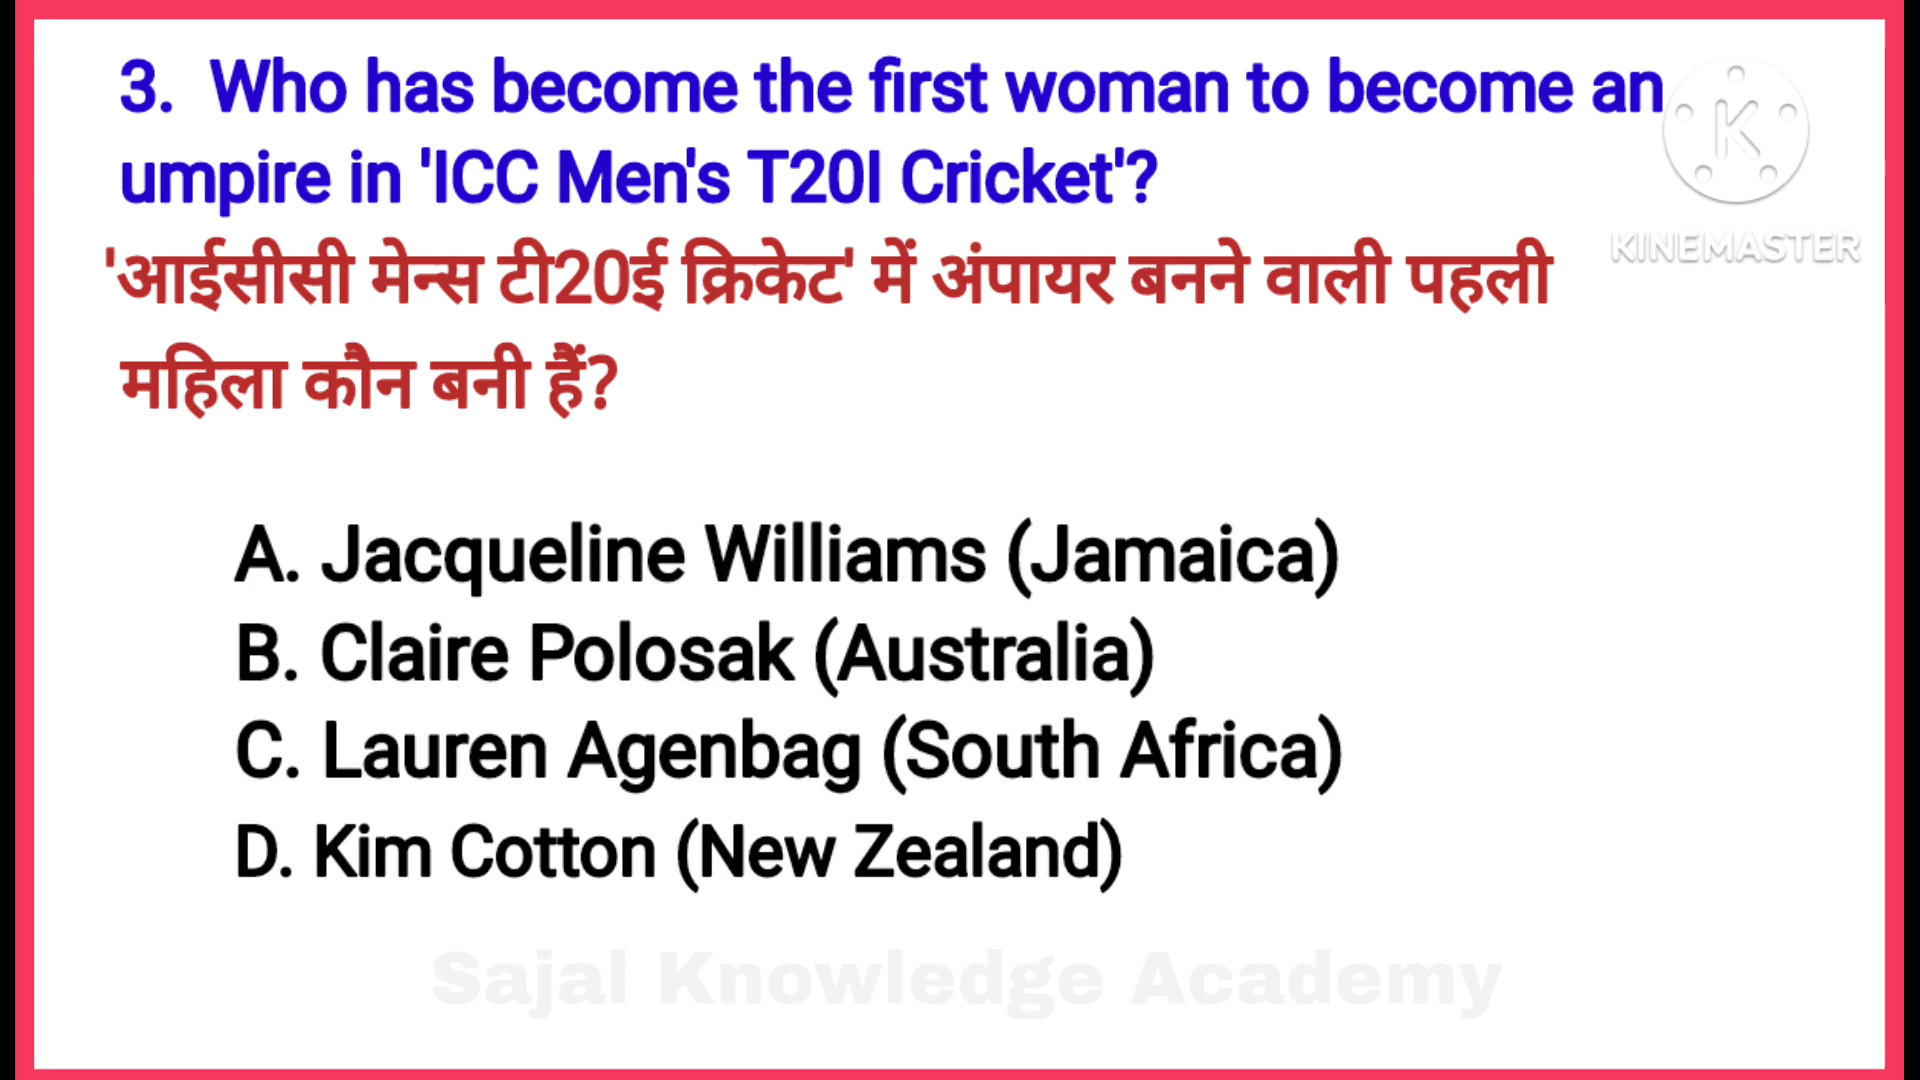 3. Who has become the first woman to become an
umpire in 'ICC Men's T20I Cricket'?
'आईसीसी मेन्स टी20ई क्रिकेट' में अंपायर बनने वाली पहली
महिला कौन बनी हैं?
K
KINEMASTER
A. Jacqueline Williams (Jamaica)
B. Claire Polosak (Australia)
C. Lauren Agenbag (South Africa)
D. Kim Cotton (New Zealand)
Sajal Knowledge Academy